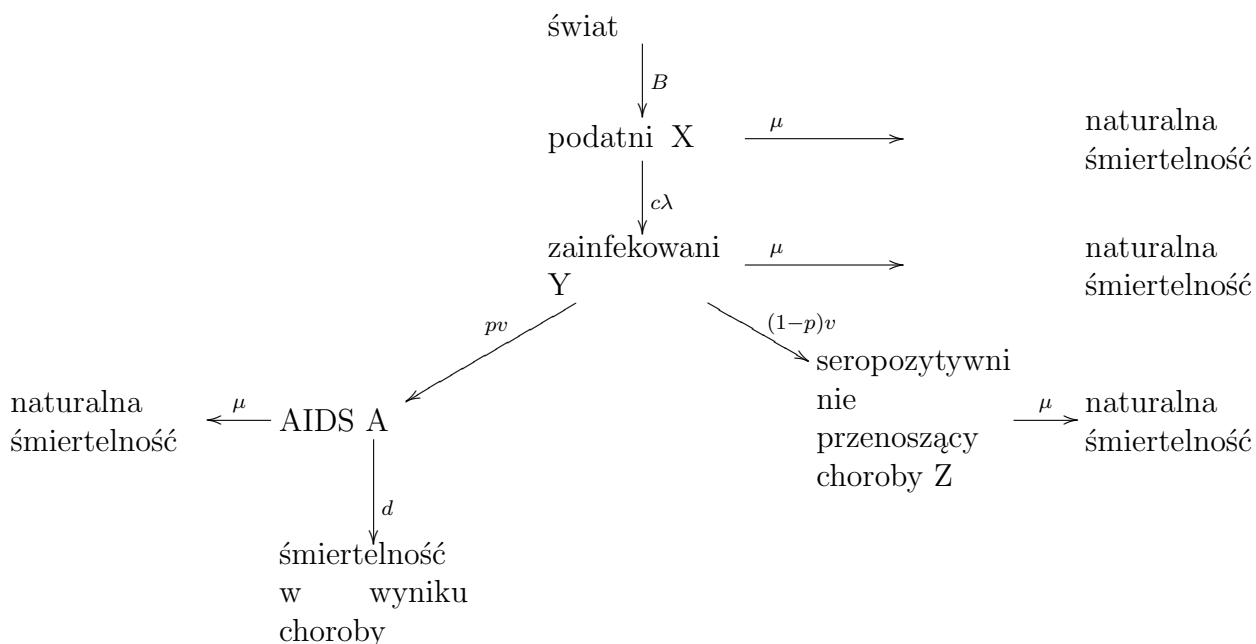 świat
B
podatni X
μ
naturalna
śmiertelność
cλ
zainfekowani
Y
μ
naturalna
śmiertelność
pν
(1−p)ν
seropozytywni
nie
przenoszący
choroby Z
naturalna
śmiertelność
μ
AIDS A
μ
naturalna
śmiertelność
d
śmiertelność
w wyniku
choroby